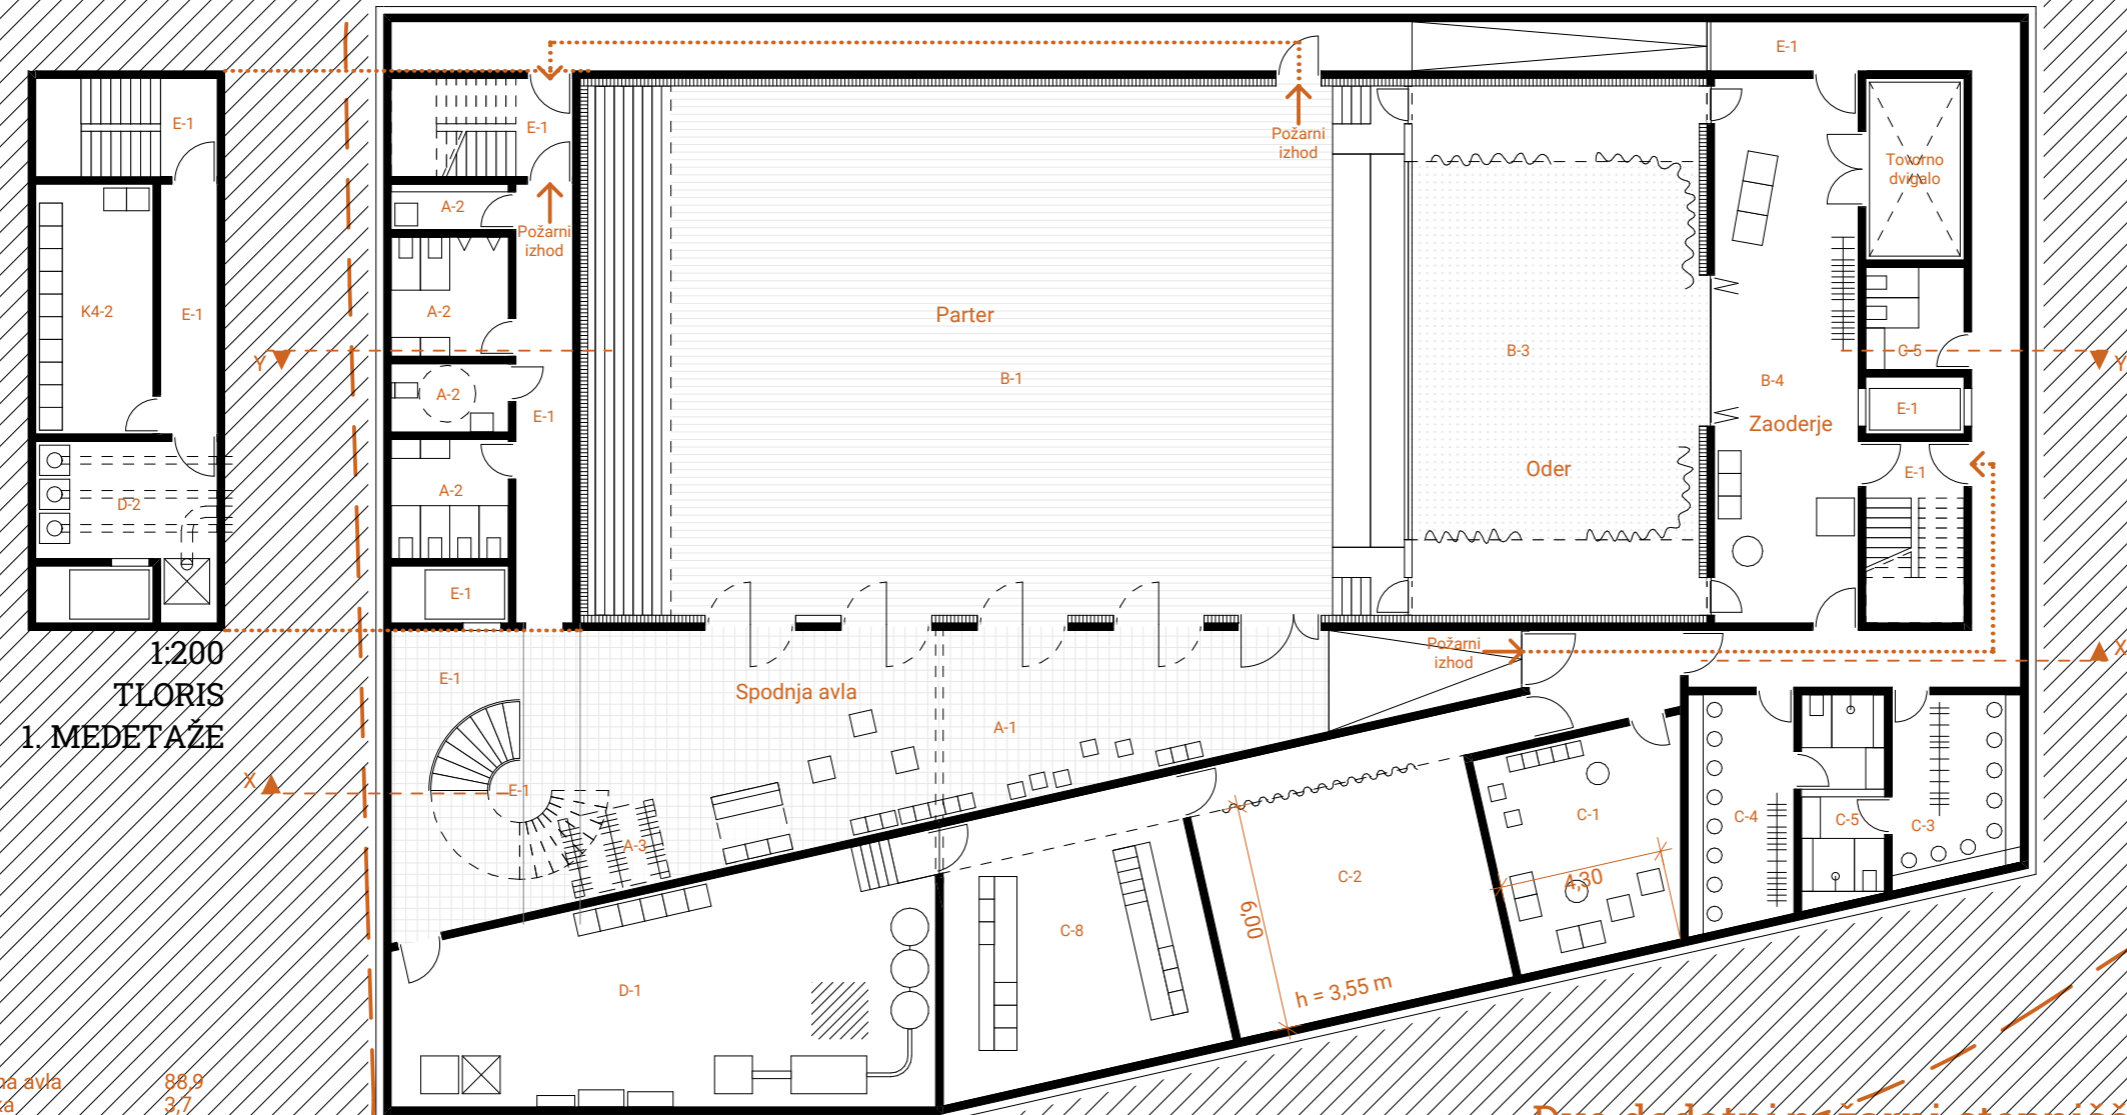 E-1
K4-2
E-1
D-2
1:200
TLORIS
1. MEDETAŽE
88,9
3,7
E-1
A-2
Požarni
izhod
A-2
A-2
E-1
A-2
E-1
Y
X
Požarni
izhod
Parter
B-1
B-3
Oder
E-1
Tovorno
dvigalo
C-5
B-4
E-1
Zaoderje
E-1
Y
X
E-1
Spodnja avla
A-1
Požarni
izhod
E-1
A-3
C-1
C-4
C-5
C-3
4,30
C-2
6,00
C-8
h = 3,55 m
D-1